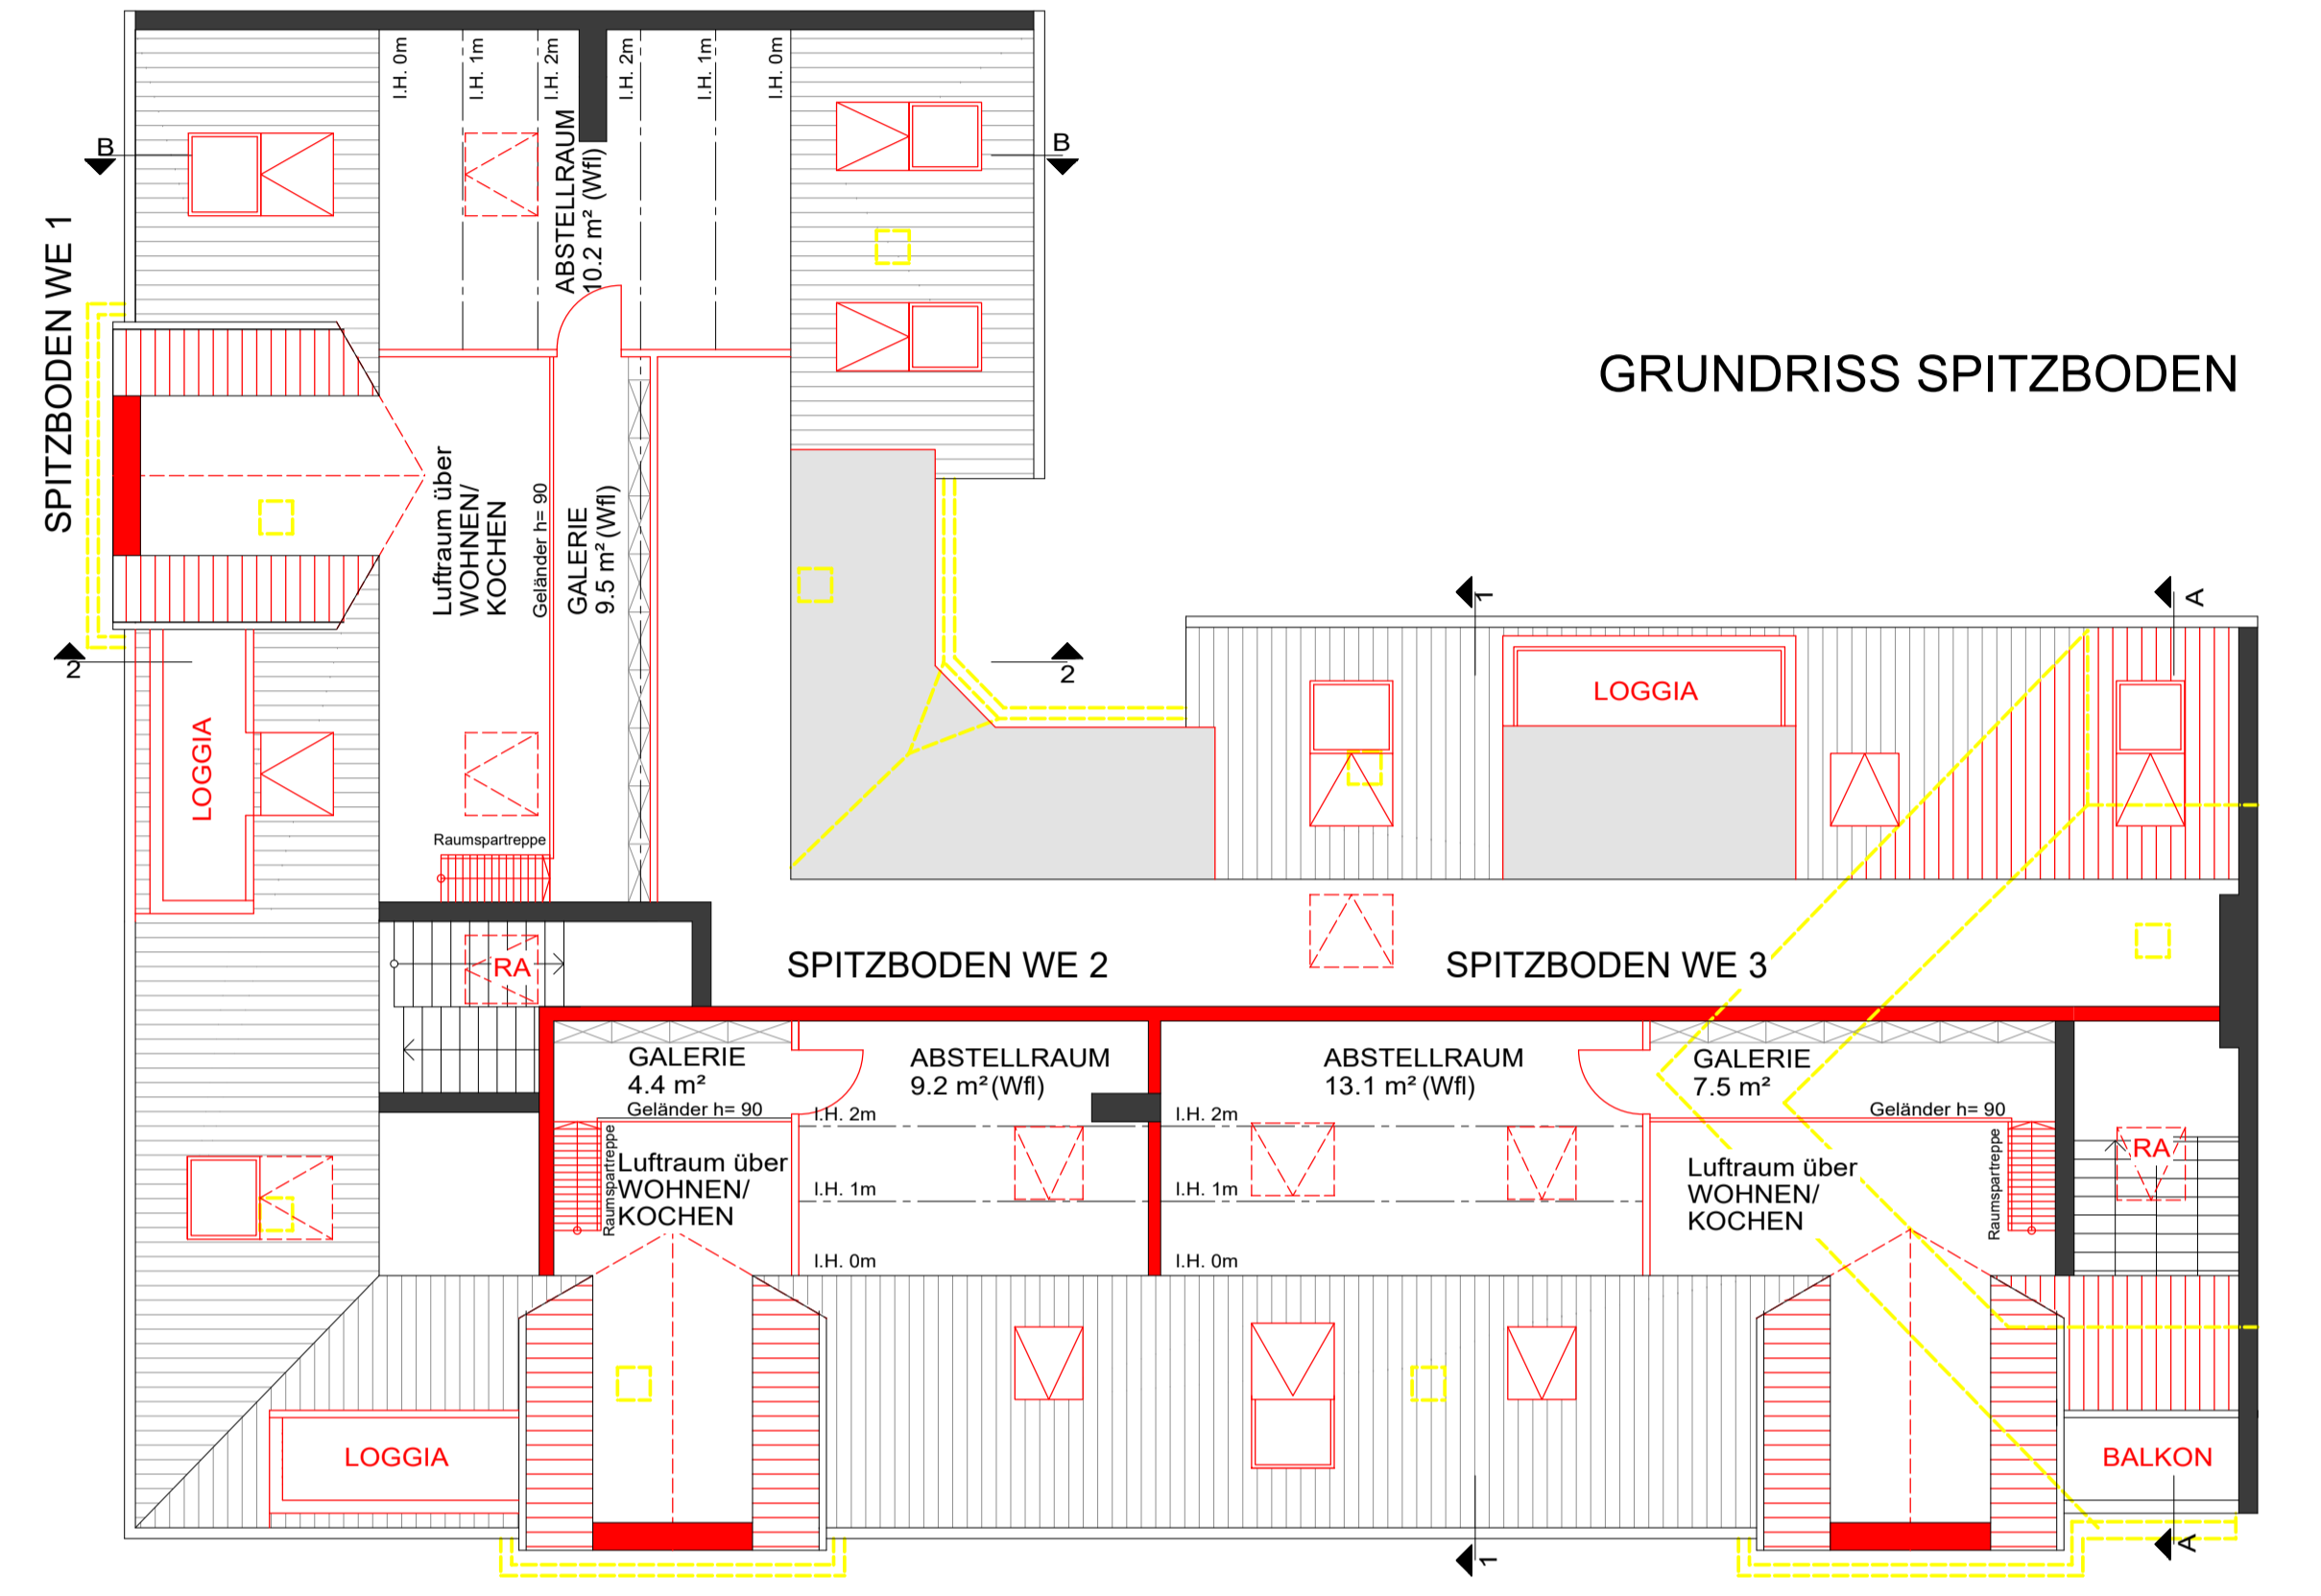 I.H. 0m
I.H. 1m
I.H. 2m
I.H. 2m
I.H. 1m
I.H. 0m
B
B
ABSTELLRAUM
10.2 m² (Wfl)
SPITZBODEN WE 1
GRUNDRISS SPITZBODEN
Luftraum über
WOHNEN/
KOCHEN
Geländer h= 90
GALERIE
9.5 m² (Wfl)
1
A
2
2
LOGGIA
LOGGIA
Raumspartreppe
RA
SPITZBODEN WE 2
SPITZBODEN WE 3
GALERIE
4.4 m²
Geländer h= 90
ABSTELLRAUM
9.2 m² (Wfl)
ABSTELLRAUM
13.1 m² (Wfl)
GALERIE
7.5 m²
Geländer h= 90
I.H. 2m
I.H. 2m
Raumspartreppe
Luftraum über
WOHNEN/
KOCHEN
I.H. 1m
I.H. 1m
Luftraum über
WOHNEN/
KOCHEN
Raumspartreppe
RA
I.H. 0m
I.H. 0m
LOGGIA
BALKON
1
A